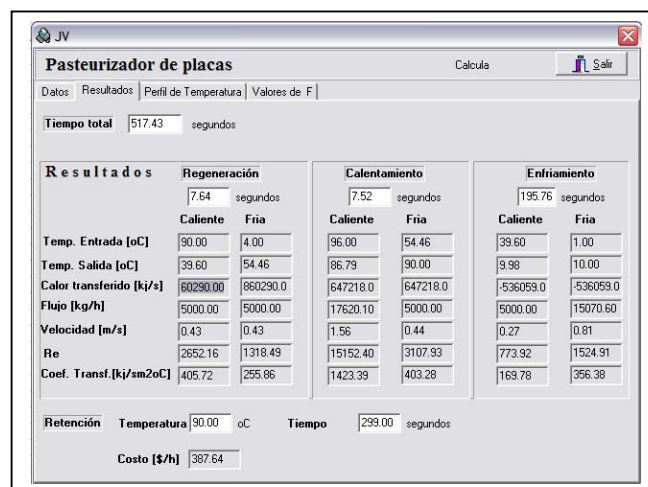 JV
Pasteurizador de placas Calcula Salir
Datos Resultados Perfil de Temperatura Valores de F
Tiempo total 517.43 segundos
Resultados Regeneración Calentamiento Enfriamiento
7.64 segundos 7.52 segundos 195.76 segundos
Caliente Fria Caliente Fria Caliente Fria
Temp. Entrada [oC] 90.00 4.00 96.00 54.46 39.60 1.00
Temp. Salida [oC] 39.60 54.46 86.79 90.00 9.98 10.00
Calor transferido [kj/s] 60290.00 860290.0 647218.0 647218.0 -536059.0 -536059.0
Flujo [kg/h] 5000.00 5000.00 17620.10 5000.00 5000.00 15070.60
Velocidad [m/s] 0.43 0.43 1.56 0.44 0.27 0.81
Re 2652.16 1318.49 15152.40 3107.93 773.92 1524.91
Coef. Transf.[kj/sm2oC] 405.72 255.86 1423.39 403.28 169.78 356.38
Retención Temperatura 90.00 oC Tiempo 299.00 segundos
Costo [$/h] 387.64